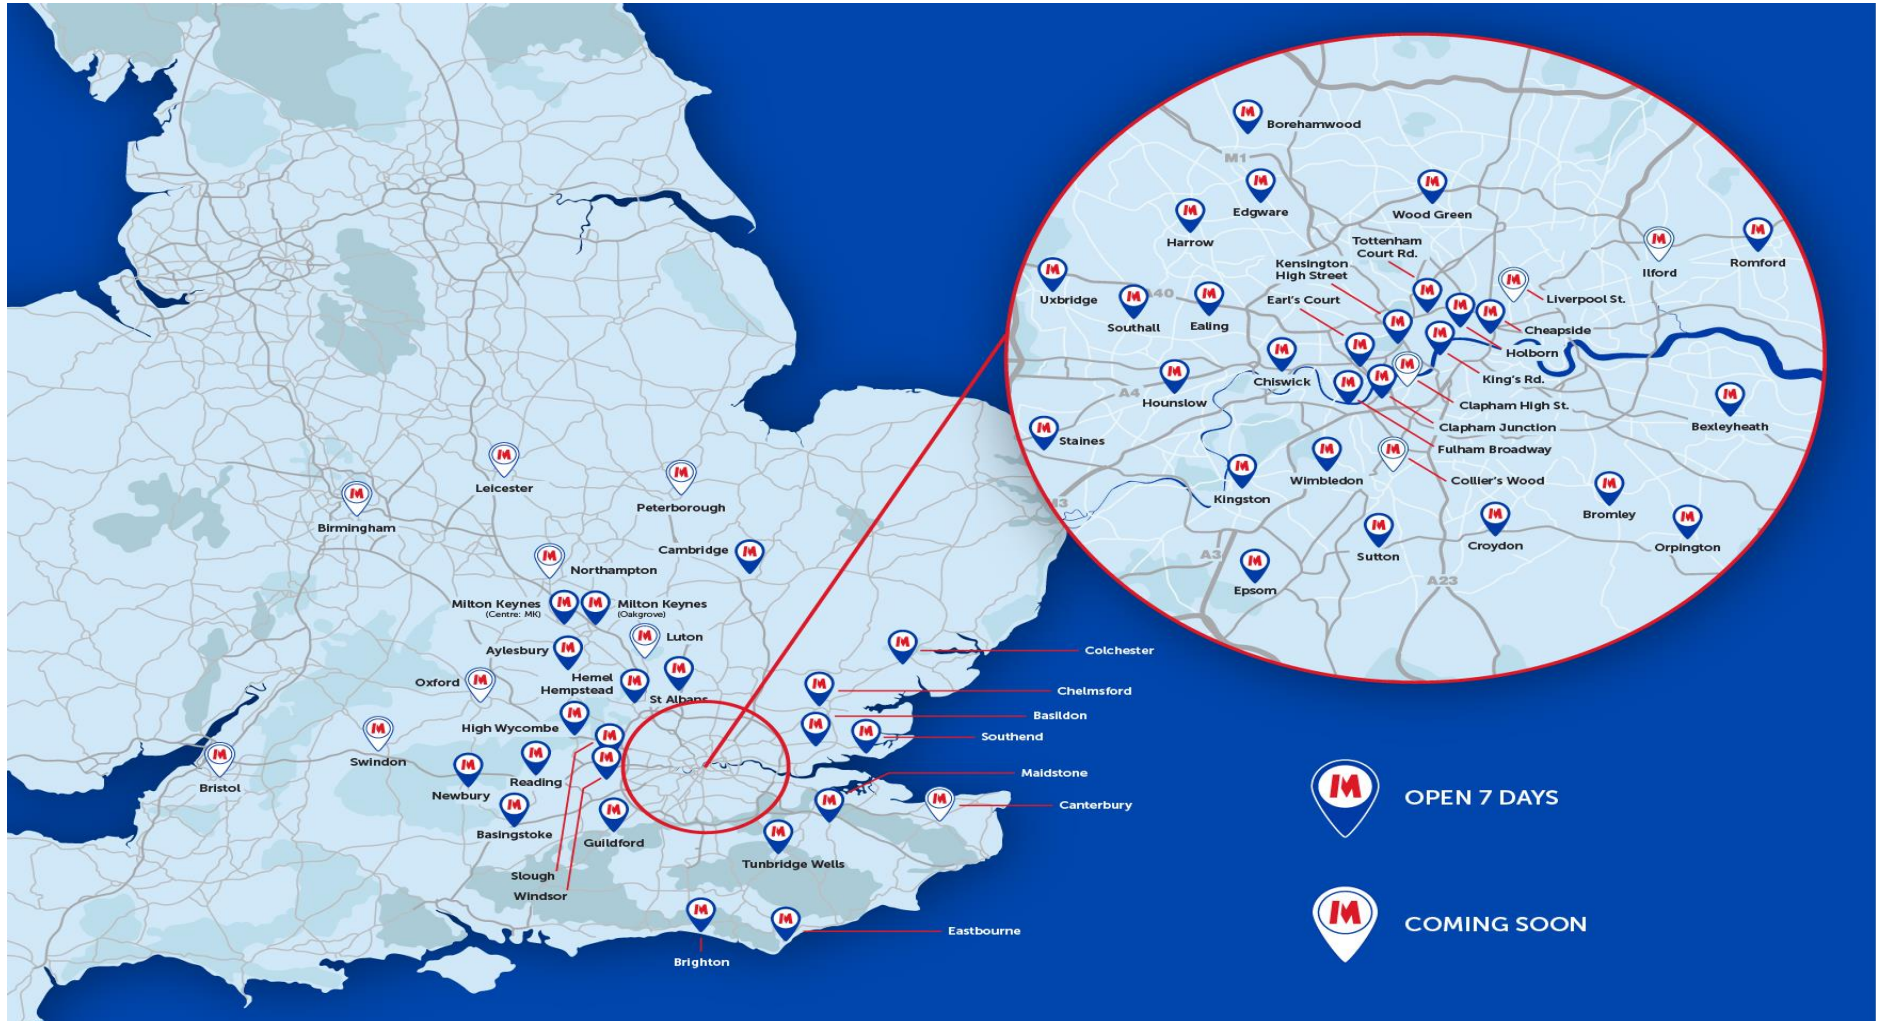 Leicester
Birmingham
Peterborough
Cambridge
Northampton
Milton Keynes
(Centre: MK)
Milton Keynes
(Oakgrove)
Luton
Aylesbury
Hemel
Hempstead
St Albans
Oxford
High Wycombe
Swindon
Bristol
Reading
Newbury
Basingstoke
Guildford
Slough
Windsor
Tunbridge Wells
Brighton
Eastbourne
Colchester
Chelmsford
Basildon
Southend
Maidstone
Canterbury
Borehamwood
M1
Edgware
Wood Green
Harrow
Tottenham
Court Rd.
Kensington
High Street
Earl's Court
Ilford
Romford
Uxbridge
A40
Southall
Ealing
Liverpool St.
Cheapside
Holborn
King's Rd.
Chiswick
Hounslow
A4
Clapham High St.
Clapham Junction
Fulham Broadway
Collier's Wood
Bexleyheath
Staines
Kingston
Wimbledon
M3
Bromley
Sutton
Croydon
Orpington
A3
Epsom
A23
OPEN 7 DAYS
COMING SOON